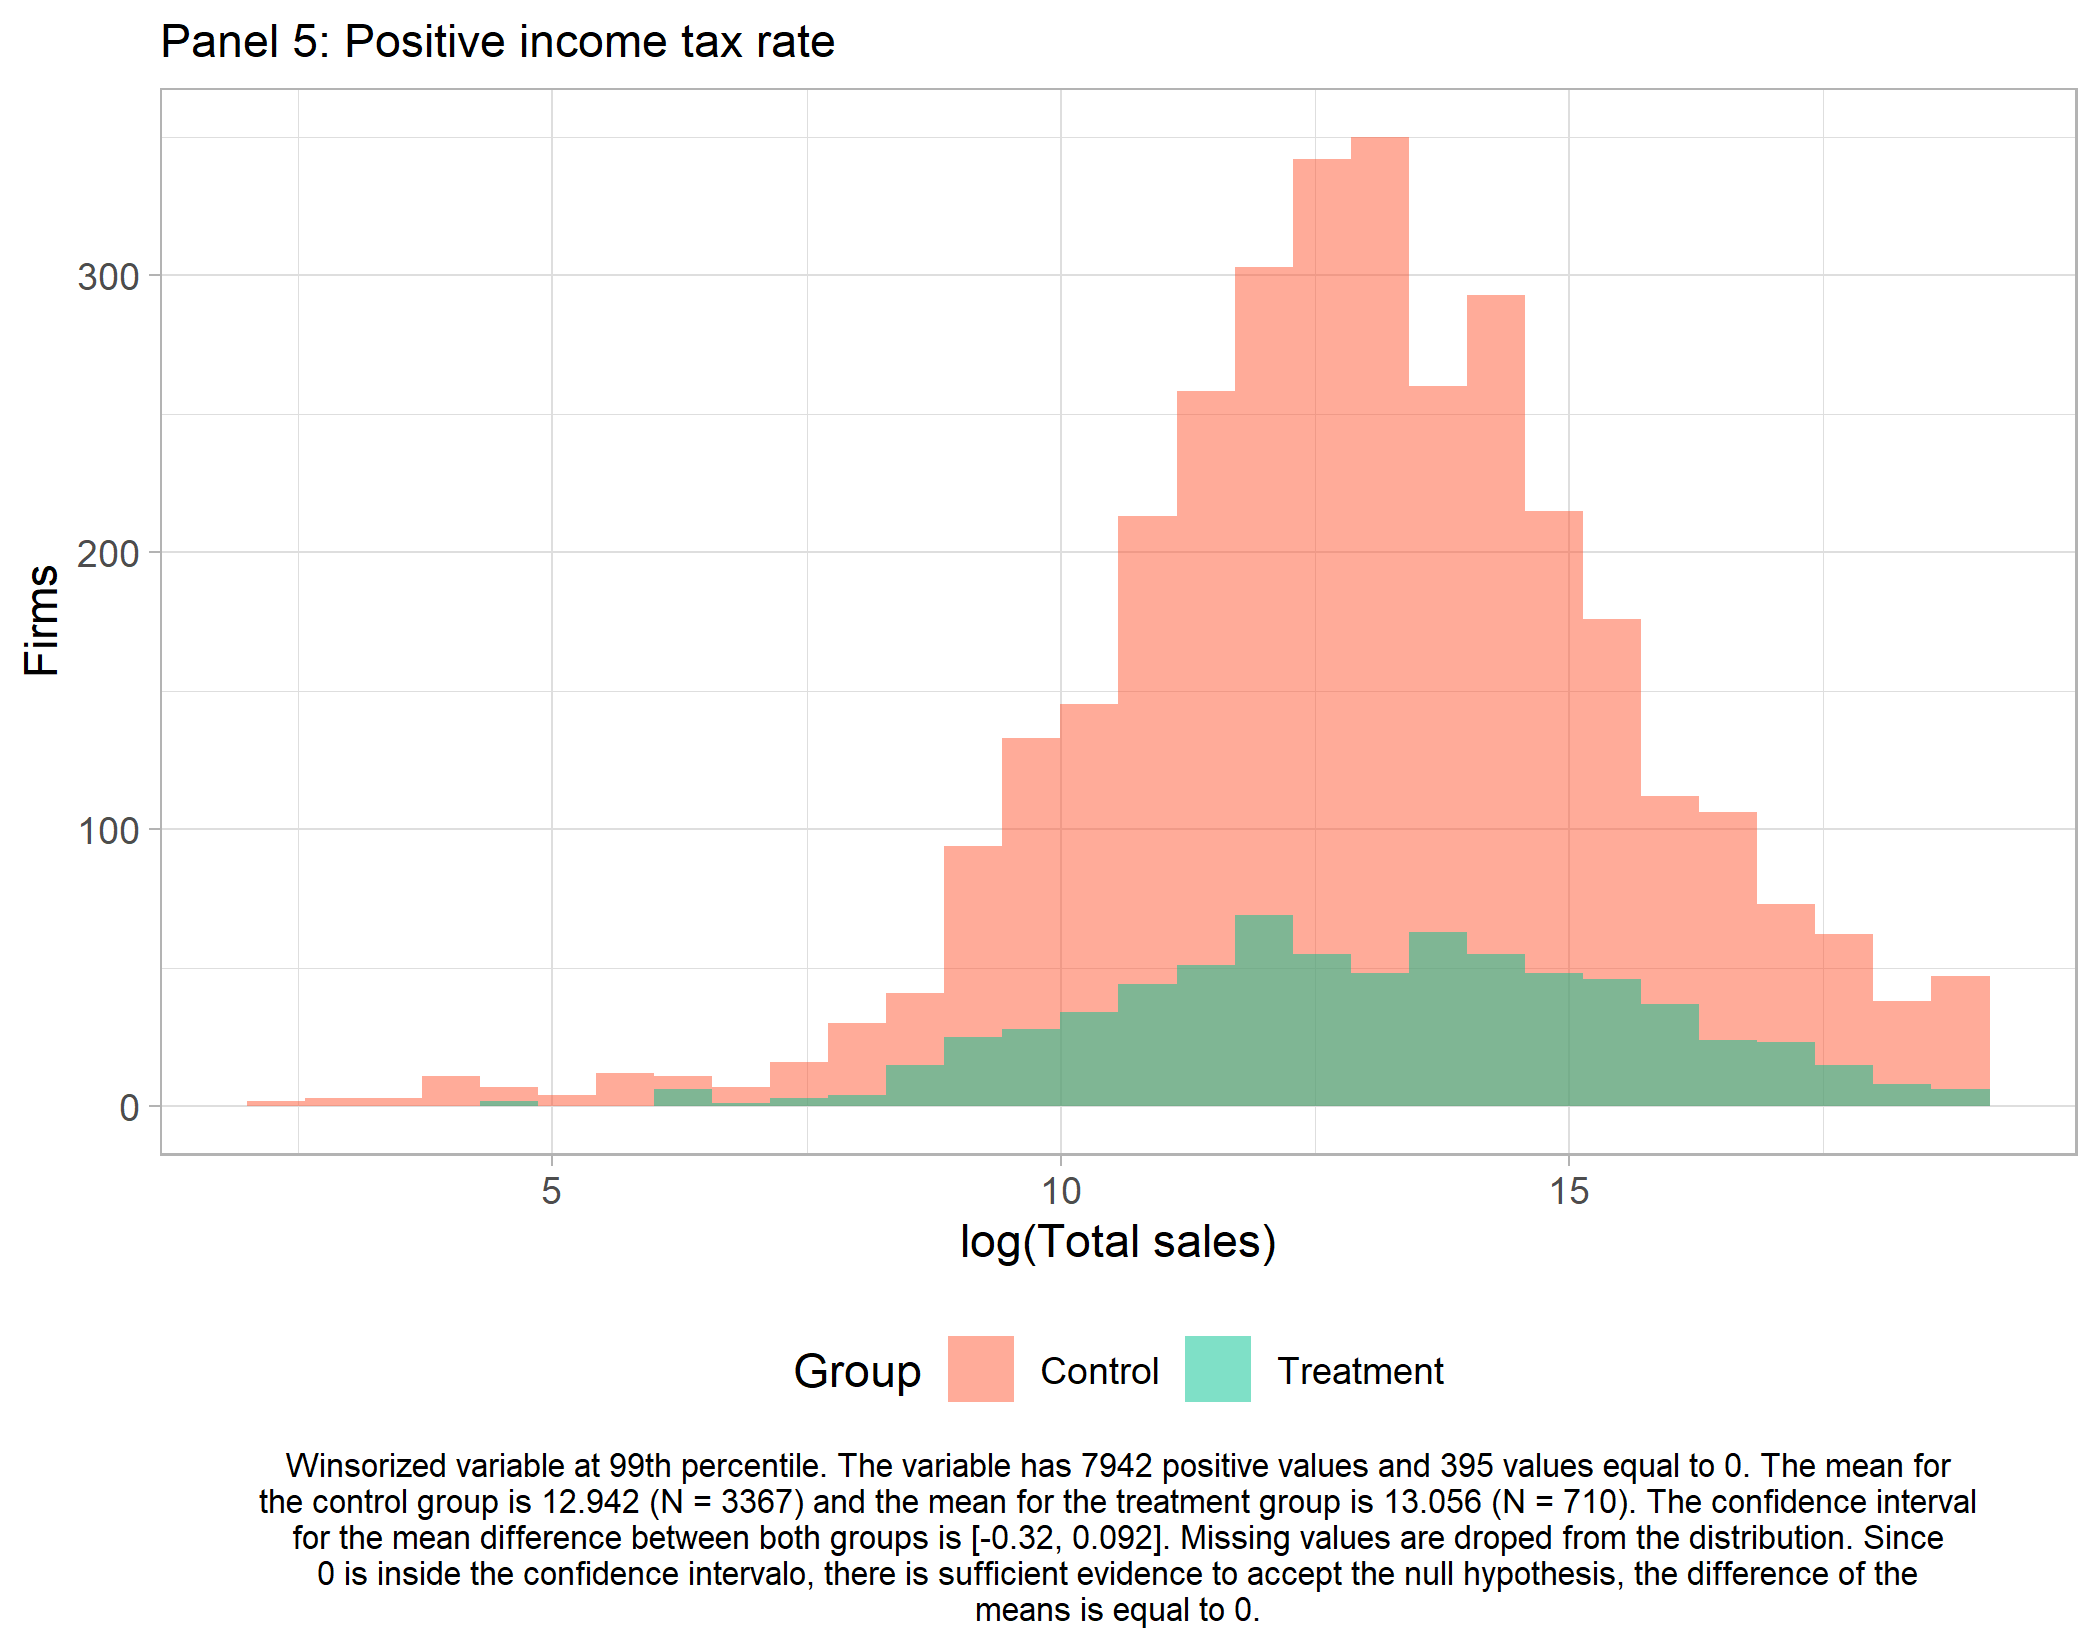 Panel 5: Positive income tax rate
300
200
100
0
Firms
5 10 15
log(Total sales)
Group Control Treatment
Winsorized variable at 99th percentile. The variable has 7942 positive values and 395 values equal to 0. The mean for
the control group is 12.942 (N = 3367) and the mean for the treatment group is 13.056 (N = 710). The confidence interval
for the mean difference between both groups is [-0.32, 0.092]. Missing values are droped from the distribution. Since
0 is inside the confidence intervalo, there is sufficient evidence to accept the null hypothesis, the difference of the
means is equal to 0.